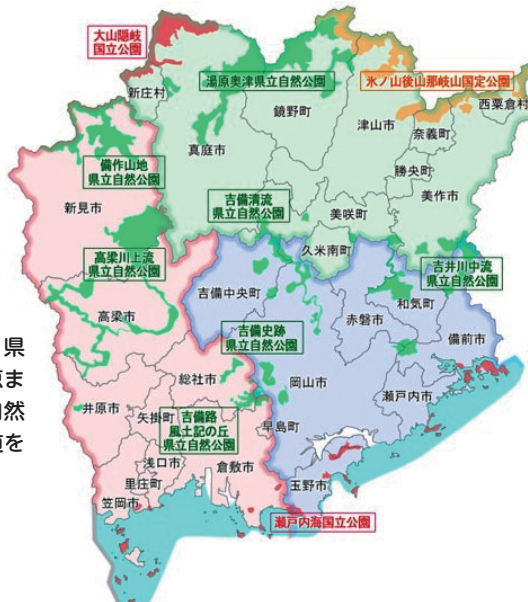 大山隠岐
国立公園
湯原奥津県立自然公園
氷ノ山後山那岐山国定公園
新庄村
鏡野町
津山市
西粟倉村
奈義町
真庭市
勝央町
備作山地
県立自然公園
新見市
吉備清流
県立自然公園
美咲町
美作市
久米南町
高梁川上流
県立自然公園
吉井川中流
県立自然公園
吉備中央町
和気町
高梁市
赤磐市
備前市
吉備史跡
県立自然公園
総社市
岡山市
瀬戸内市
井原市
矢掛町
吉備路
風土記の丘
県立自然公園
早島町
浅口市
倉敷市
里庄町
玉野市
笠岡市
瀬戸内海国立公園
県
ま
然
を